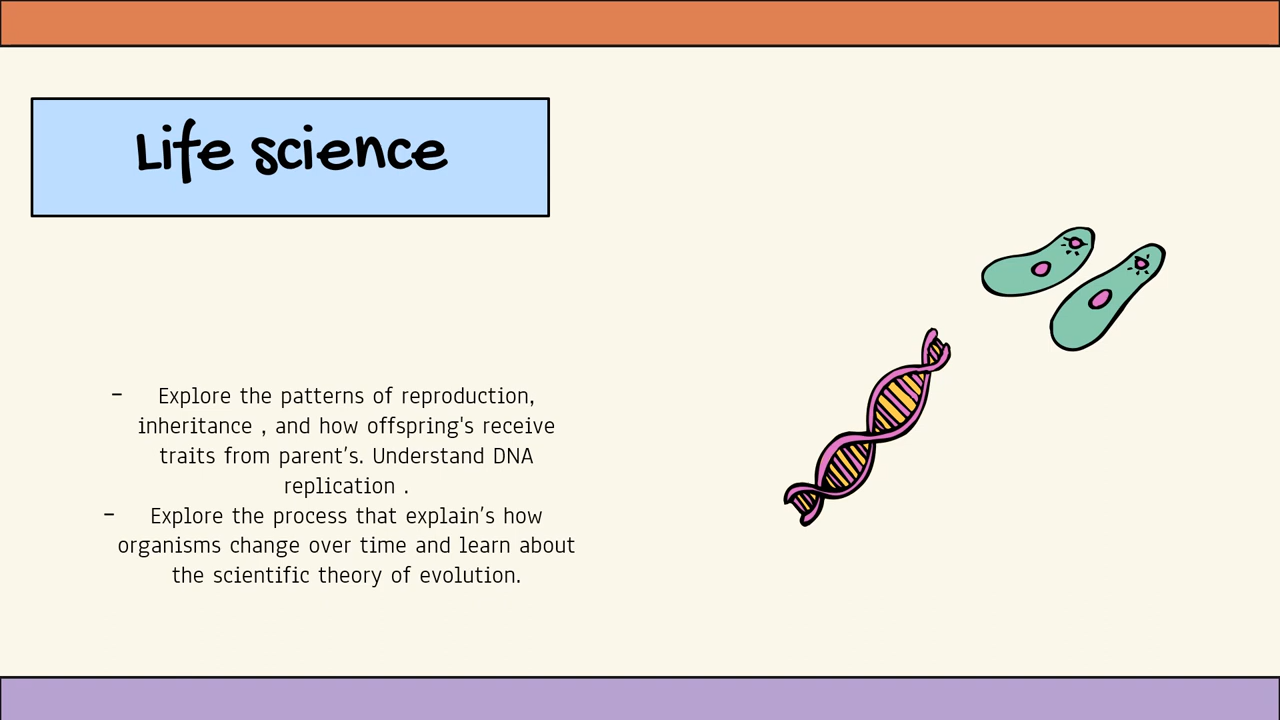 Life science
- Explore the patterns of reproduction,
inheritance , and how offspring's receive
traits from parent's. Understand DNA
replication .
- Explore the process that explain's how
organisms change over time and learn about
the scientific theory of evolution.